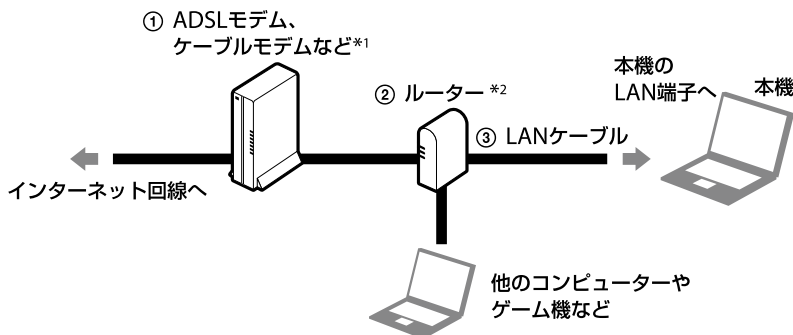 ① ADSLモデム、
ケーブルモデムなど*1
② ルーター *2
③ LANケーブル
本機の
LAN端子へ
本機
インターネット回線へ
他のコンピューターや
ゲーム機など